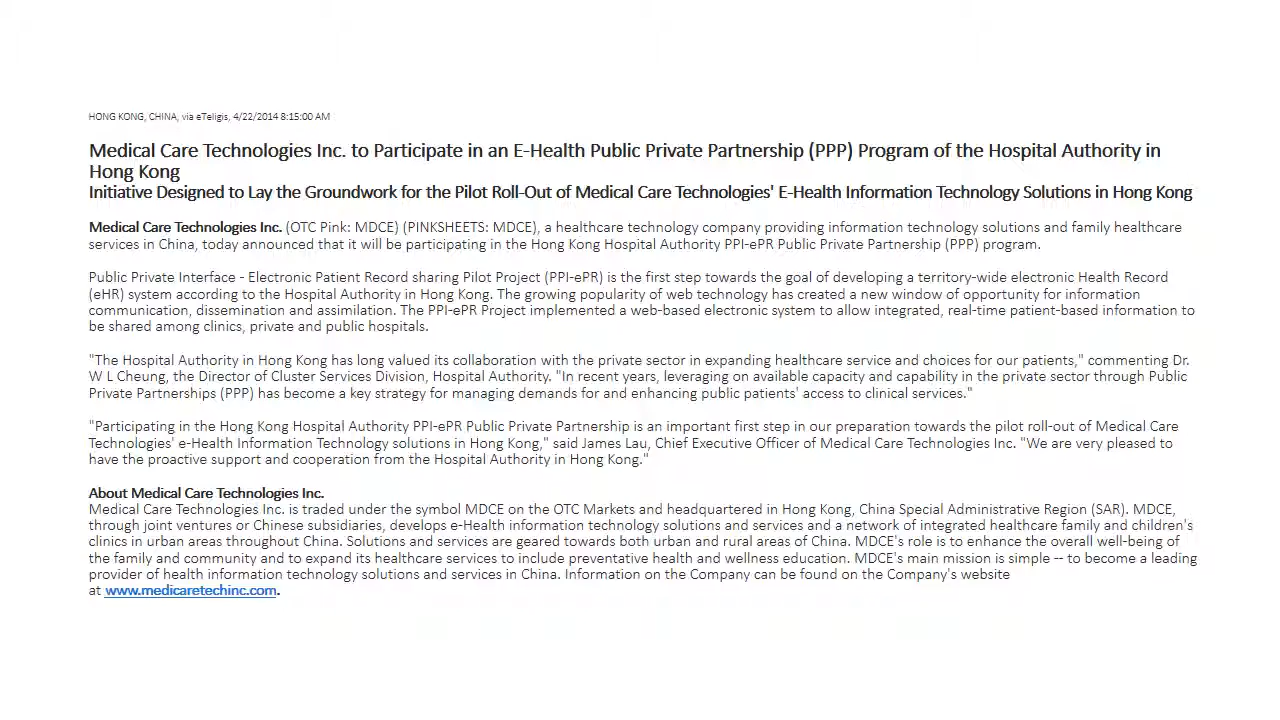 HONG KONG, CHINA, via eTeligis, 4/22/2014 8:15:00 AM
Medical Care Technologies Inc. to Participate in an E-Health Public Private Partnership (PPP) Program of the Hospital Authority in
Hong Kong
Initiative Designed to Lay the Groundwork for the Pilot Roll-Out of Medical Care Technologies' E-Health Information Technology Solutions in Hong Kong
Medical Care Technologies Inc. (OTC Pink: MDCE) (PINKSHEETS: MDCE), a healthcare technology company providing information technology solutions and family healthcare
services in China, today announced that it will be participating in the Hong Kong Hospital Authority PPI-ePR Public Private Partnership (PPP) program.
Public Private Interface - Electronic Patient Record sharing Pilot Project (PPI-ePR) is the first step towards the goal of developing a territory-wide electronic Health Record
(eHR) system according to the Hospital Authority in Hong Kong. The growing popularity of web technology has created a new window of opportunity for information
communication, dissemination and assimilation. The PPI-ePR Project implemented a web-based electronic system to allow integrated, real-time patient-based information to
be shared among clinics, private and public hospitals.
"The Hospital Authority in Hong Kong has long valued its collaboration with the private sector in expanding healthcare service and choices for our patients," commenting Dr.
W L Cheung, the Director of Cluster Services Division, Hospital Authority. "In recent years, leveraging on available capacity and capability in the private sector through Public
Private Partnerships (PPP) has become a key strategy for managing demands for and enhancing public patients' access to clinical services."
"Participating in the Hong Kong Hospital Authority PPI-ePR Public Private Partnership is an important first step in our preparation towards the pilot roll-out of Medical Care
Technologies' e-Health Information Technology solutions in Hong Kong," said James Lau, Chief Executive Officer of Medical Care Technologies Inc. "We are very pleased to
have the proactive support and cooperation from the Hospital Authority in Hong Kong."
About Medical Care Technologies Inc.
Medical Care Technologies Inc. is traded under the symbol MDCE on the OTC Markets and headquartered in Hong Kong, China Special Administrative Region (SAR). MDCE,
through joint ventures or Chinese subsidiaries, develops e-Health information technology solutions and services and a network of integrated healthcare family and children's
clinics in urban areas throughout China. Solutions and services are geared towards both urban and rural areas of China. MDCE's role is to enhance the overall well-being of
the family and community and to expand its healthcare services to include preventative health and wellness education. MDCE's main mission is simple -- to become a leading
provider of health information technology solutions and services in China. Information on the Company can be found on the Company's website
at www.medicaretechinc.com.